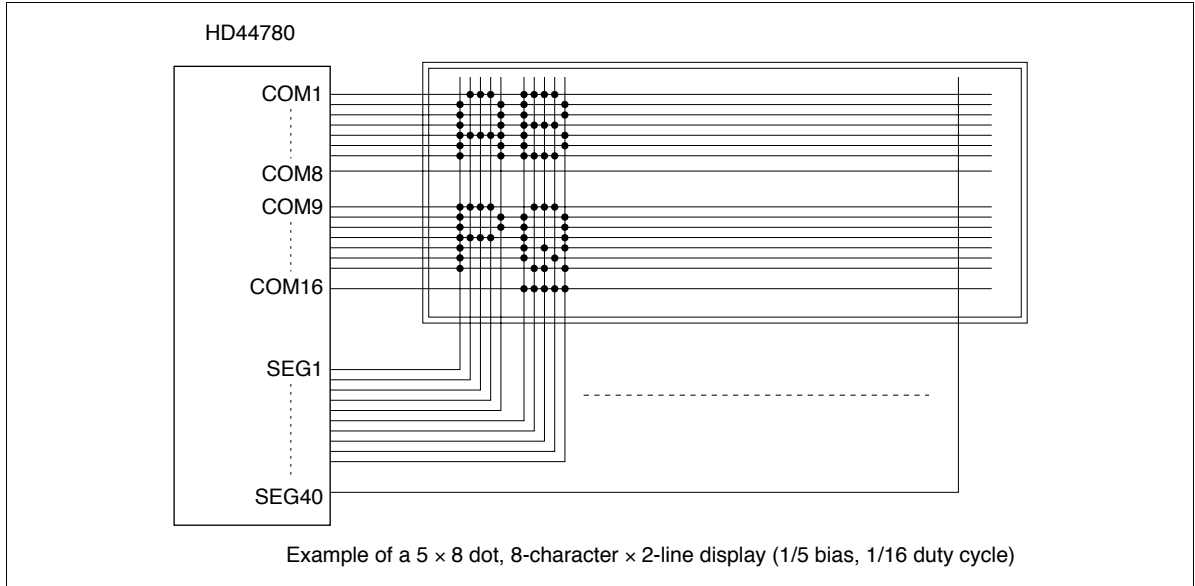 HD44780
COM1
COM8
COM9
COM16
SEG1
SEG40
Example of a 5 × 8 dot, 8-character × 2-line display (1/5 bias, 1/16 duty cycle)